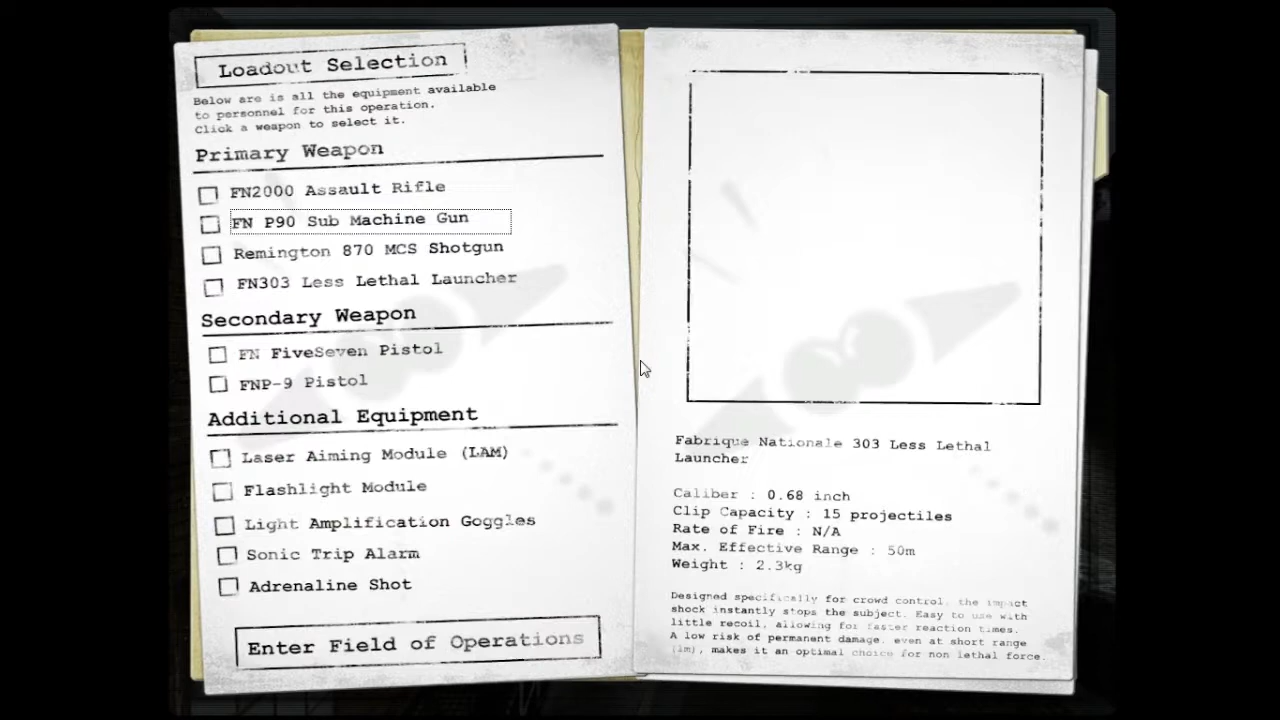 Loadout Selection
Below are is all the equipment available
to personnel for this operation.
Click a weapon to select it.
Primary Weapon
FN2000 Assault Rifle
FN P90 Sub Machine Gun
Remington 870 MCS Shotgun
FN303 Less Lethal Launcher
Secondary Weapon
FN FiveSeven Pistol
FNP-9 Pistol
Additional Equipment
Laser Aiming Module (LAM)
Flashlight Module
Light Amplification Goggles
Sonic Trip Alarm
Adrenaline Shot
Enter Field of Operations
Fabrique Nationale 303 Less Lethal
Launcher
Caliber : 0.68 inch
Clip Capacity : 15 projectiles
Rate of Fire : N/A
Max. Effective Range : 50m
Weight : 2.3kg
Designed specifically for crowd control, the impact
shock instantly stops the subject. Easy to use with
little recoil, allowing for faster reaction times.
A low risk of permanent damage, even at short range
(1m), makes it an optimal choice for non lethal force.